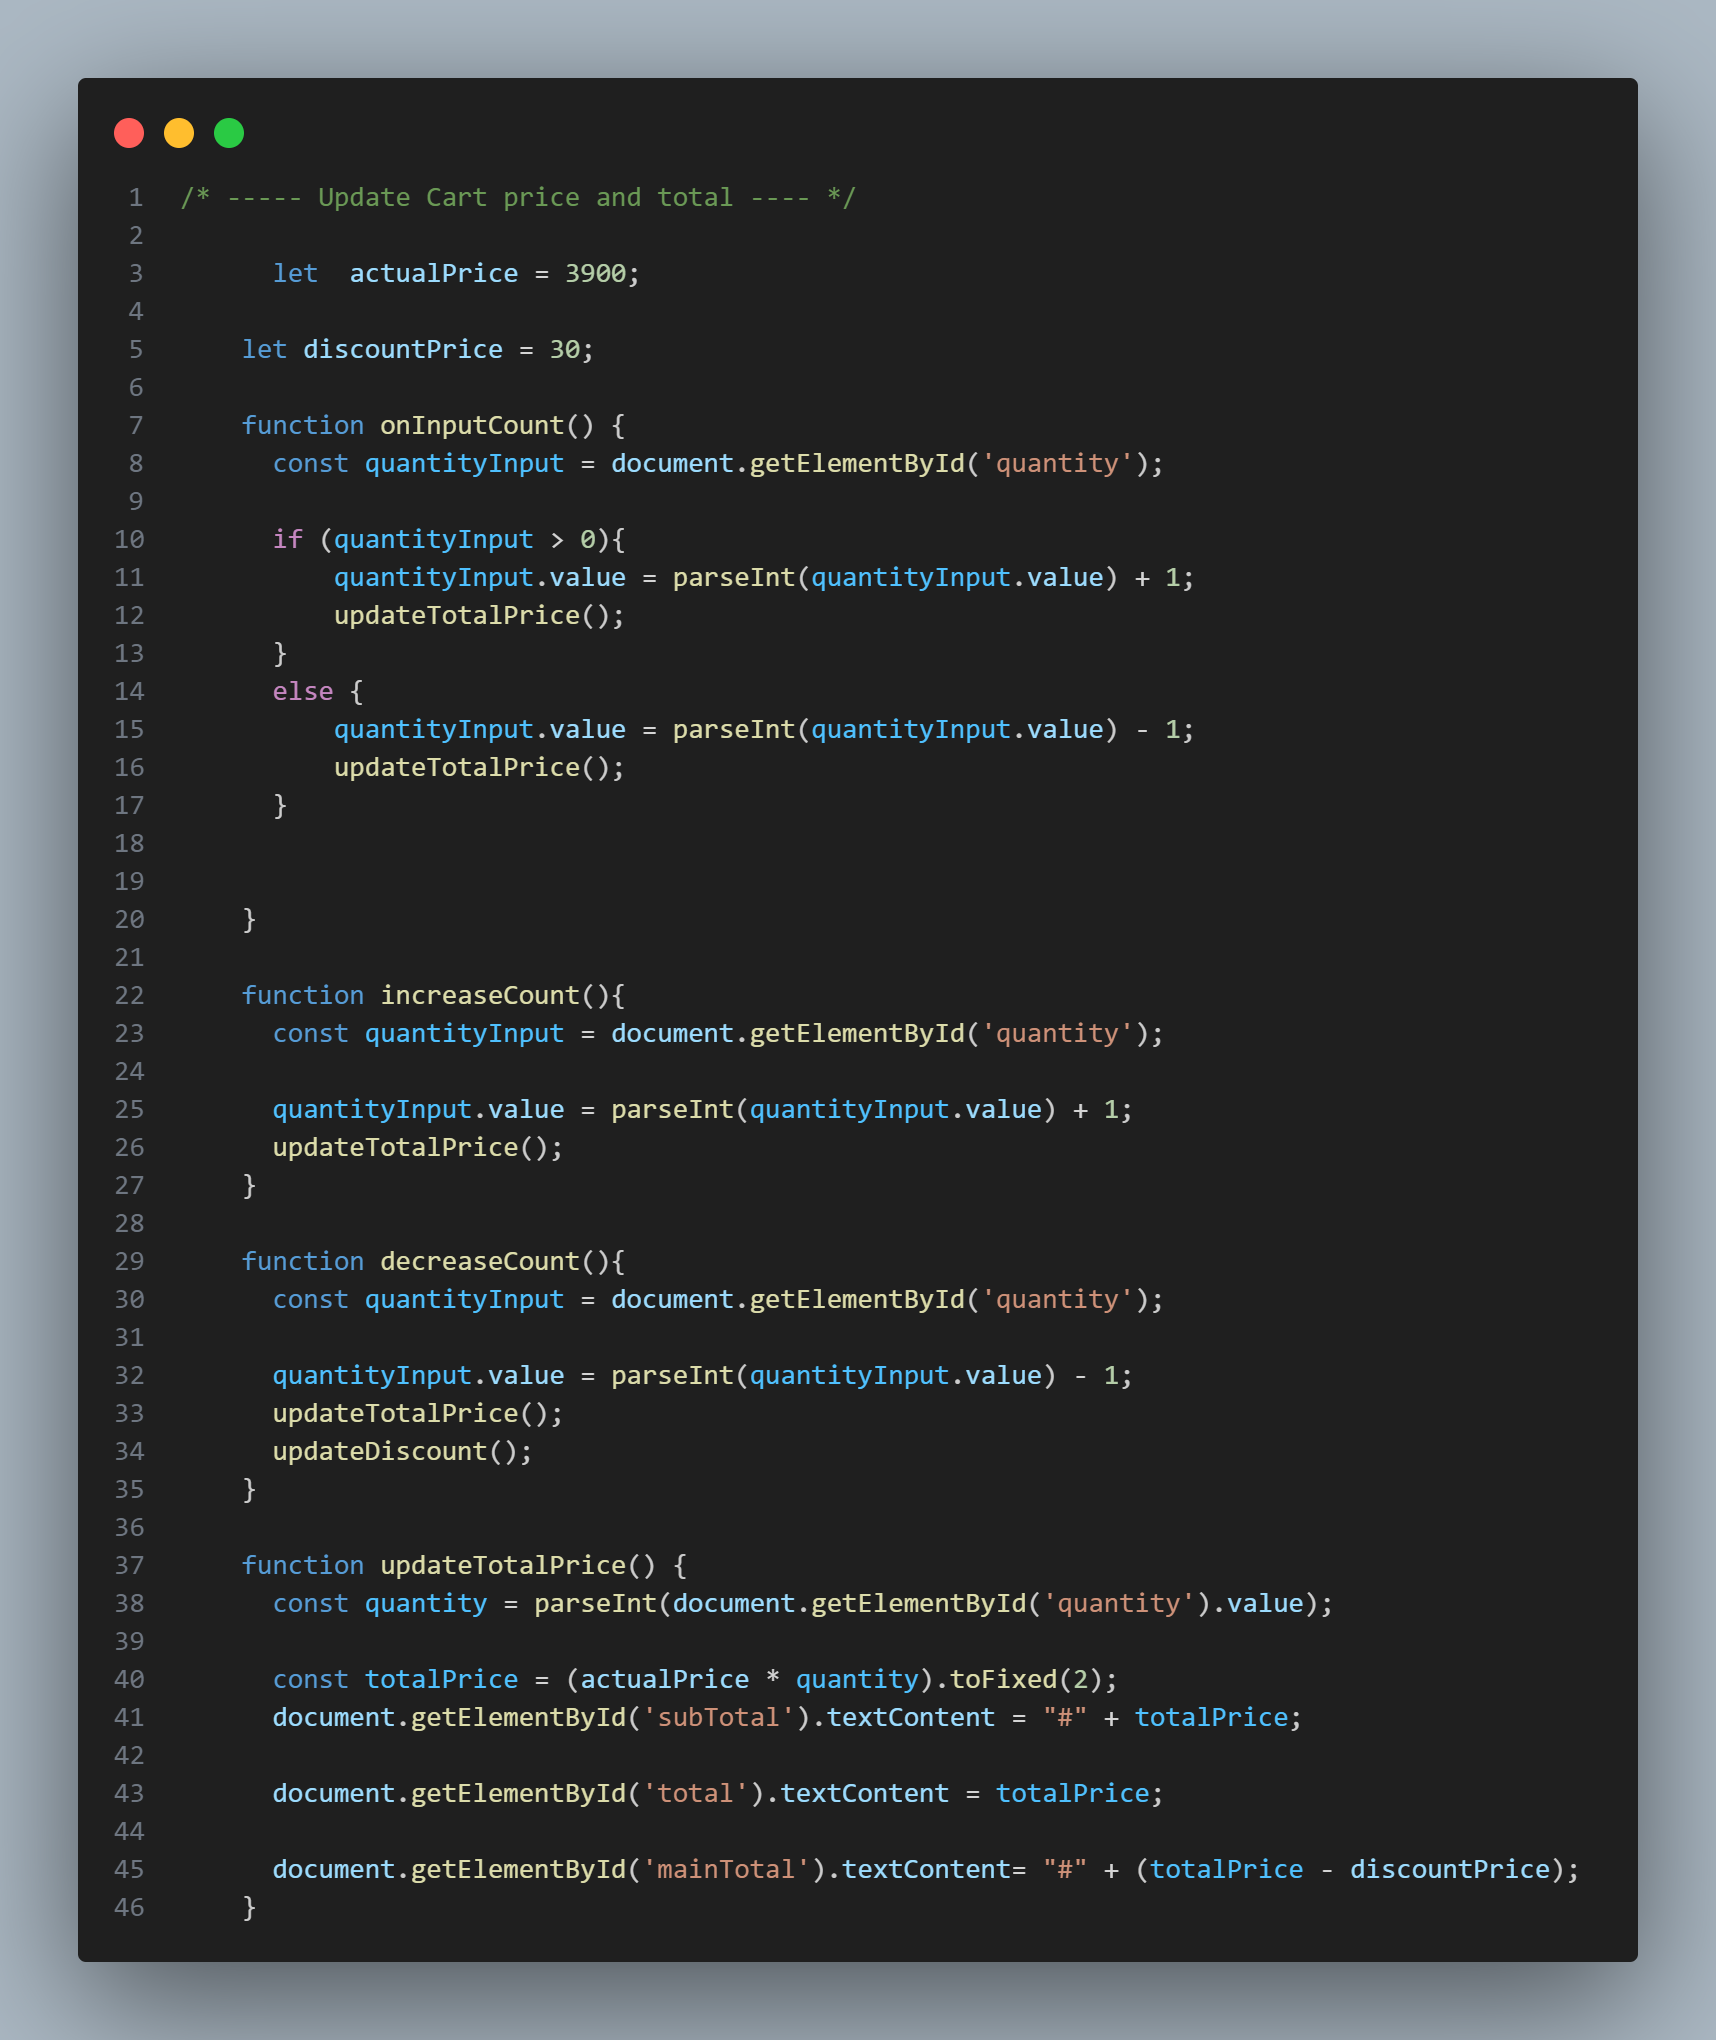 1 /* ----- Update Cart price and total ---- */
2
3       let  actualPrice = 3900;
4
5     let discountPrice = 30;
6
7     function onInputCount() {
8       const quantityInput = document.getElementById('quantity');
9
10       if (quantityInput > 0){
11           quantityInput.value = parseInt(quantityInput.value) + 1;
12           updateTotalPrice();
13       }
14       else {
15           quantityInput.value = parseInt(quantityInput.value) - 1;
16           updateTotalPrice();
17       }
18
19
20     }
21
22     function increaseCount(){
23       const quantityInput = document.getElementById('quantity');
24
25       quantityInput.value = parseInt(quantityInput.value) + 1;
26       updateTotalPrice();
27     }
28
29     function decreaseCount(){
30       const quantityInput = document.getElementById('quantity');
31
32       quantityInput.value = parseInt(quantityInput.value) - 1;
33       updateTotalPrice();
34       updateDiscount();
35     }
36
37     function updateTotalPrice() {
38       const quantity = parseInt(document.getElementById('quantity').value);
39
40       const totalPrice = (actualPrice * quantity).toFixed(2);
41       document.getElementById('subTotal').textContent = "#" + totalPrice;
42
43       document.getElementById('total').textContent = totalPrice;
44
45       document.getElementById('mainTotal').textContent= "#" + (totalPrice - discountPrice);
46     }